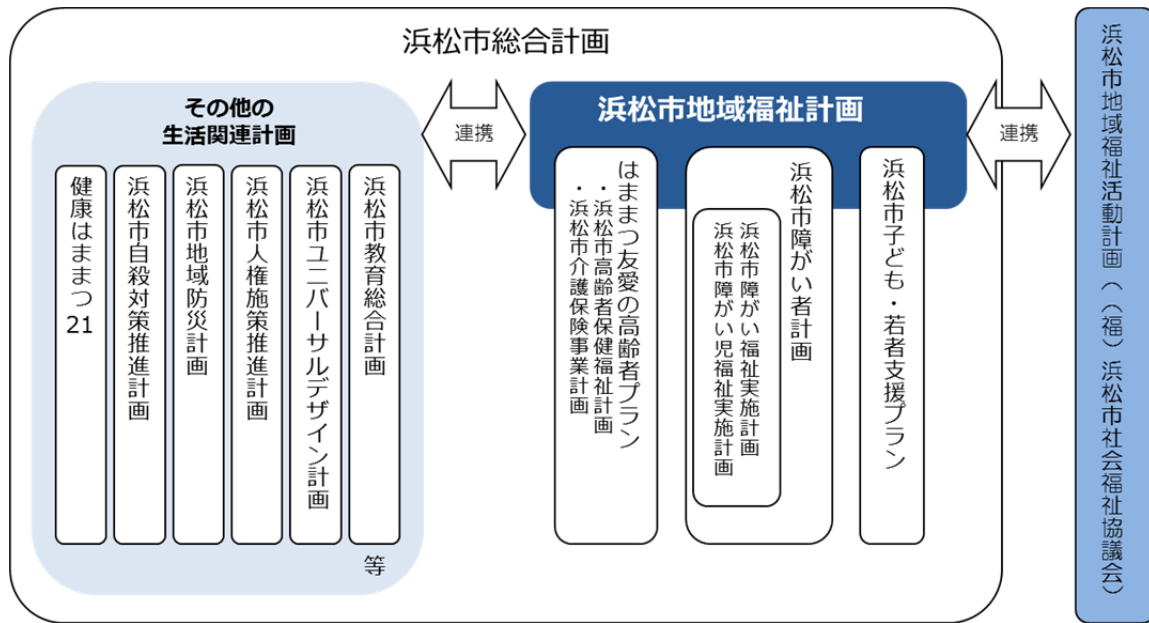 浜松市総合計画
その他の
生活関連計画
健康はままつ21
浜松市自殺対策推進計画
浜松市地域防災計画
浜松市人権施策推進計画
浜松市ユニバーサルデザイン計画
浜松市教育総合計画
等
連携
浜松市地域福祉計画
はままつ友愛の高齢者プラン
・浜松市高齢者保健福祉計画
・浜松市介護保険事業計画
浜松市障がい者計画
浜松市障がい福祉実施計画
浜松市障がい児福祉実施計画
浜松市子ども・若者支援プラン
連携
浜松市地域福祉活動計画（（福）浜松市社会福祉協議会）